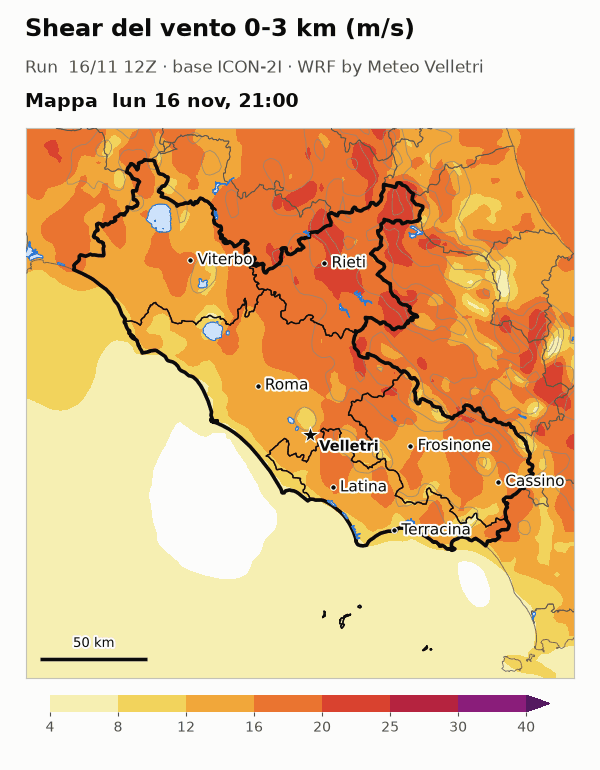 Shear del vento 0-3 km (m/s)
Run  16/11 12Z · base ICON-2I · WRF by Meteo Velletri
Mappa  lun 16 nov, 21:00
Viterbo
Rieti
Roma
Velletri
Frosinone
Cassino
Latina
Terracina
50 km
4 8 12 16 20 25 30 40